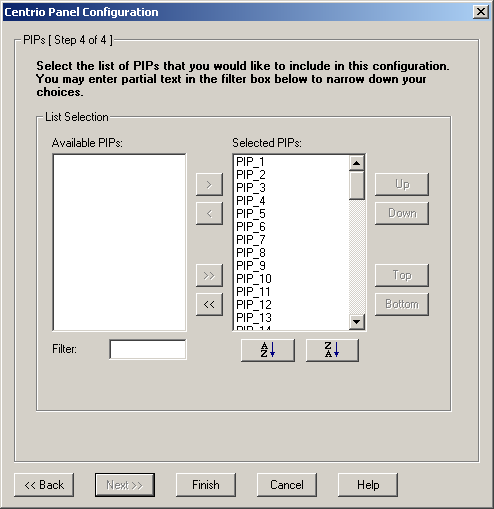 Centrio Panel Configuration
PIPs [ Step 4 of 4 ]
Select the list of PIPs that you would like to include in this configuration.
You may enter partial text in the filter box below to narrow down your
choices.
List Selection
Available PIPs:
Selected PIPs:
PIP_1
PIP_2
PIP_3
PIP_4
PIP_5
PIP_6
PIP_7
PIP_8
PIP_9
PIP_10
PIP_11
PIP_12
PIP_13
PIP_14
>
<
>>
<<
Up
Down
Top
Bottom
Filter:
A
Z
Z
A
<< Back
Next >>
Finish
Cancel
Help